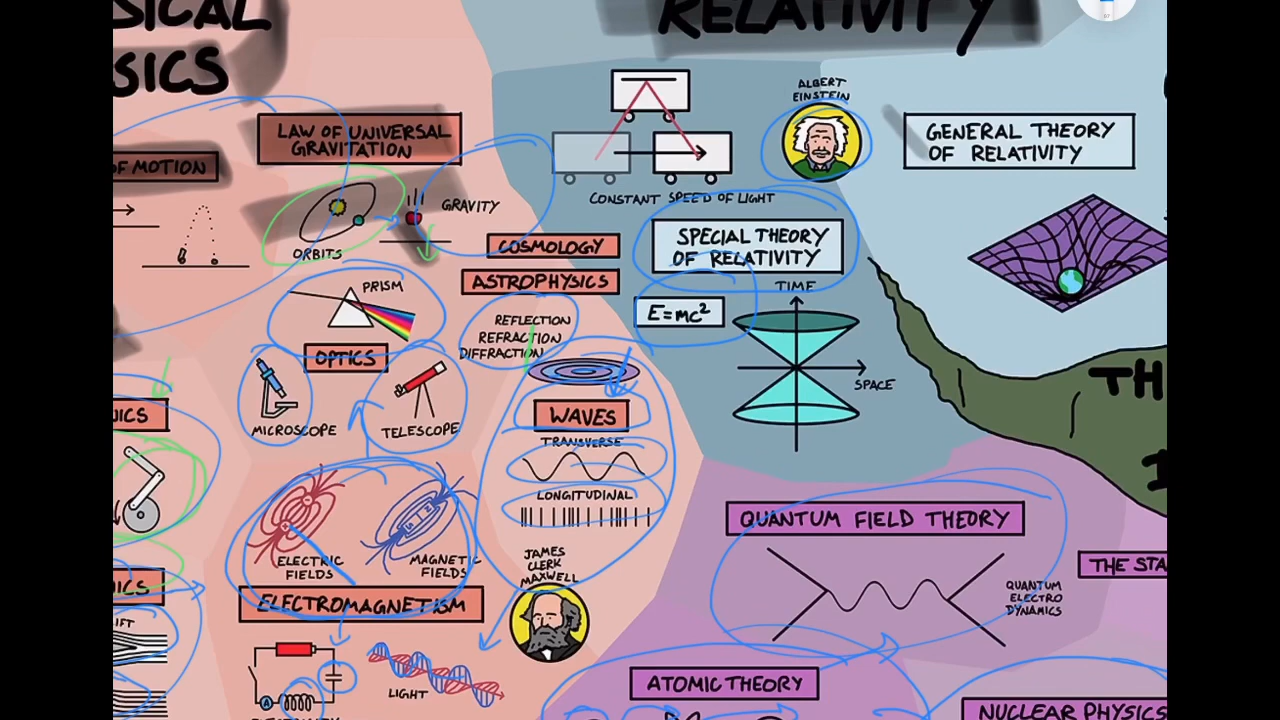 SICAL
SICS
RELATIVITY
LAW OF UNIVERSAL
GRAVITATION
OF MOTION
GRAVITY
ORBITS
COSMOLOGY
ASTROPHYSICS
PRISM
OPTICS
REFLECTION
REFRACTION
DIFFRACTION
MICROSCOPE
TELESCOPE
WAVES
TRANSVERSE
LONGITUDINAL
ICS
ELECTRIC
FIELDS
MAGNETIC
FIELDS
ELECTROMAGNETISM
JAMES
CLERK
MAXWELL
ICS
IFT
A
LIGHT
ALBERT
EINSTEIN
CONSTANT SPEED OF LIGHT
SPECIAL THEORY
OF RELATIVITY
E=mc²
TIME
SPACE
GENERAL THEORY
OF RELATIVITY
TH
QUANTUM FIELD THEORY
QUANTUM
ELECTRO
DYNAMICS
THE STA
ATOMIC THEORY
NUCLEAR PHYSICS